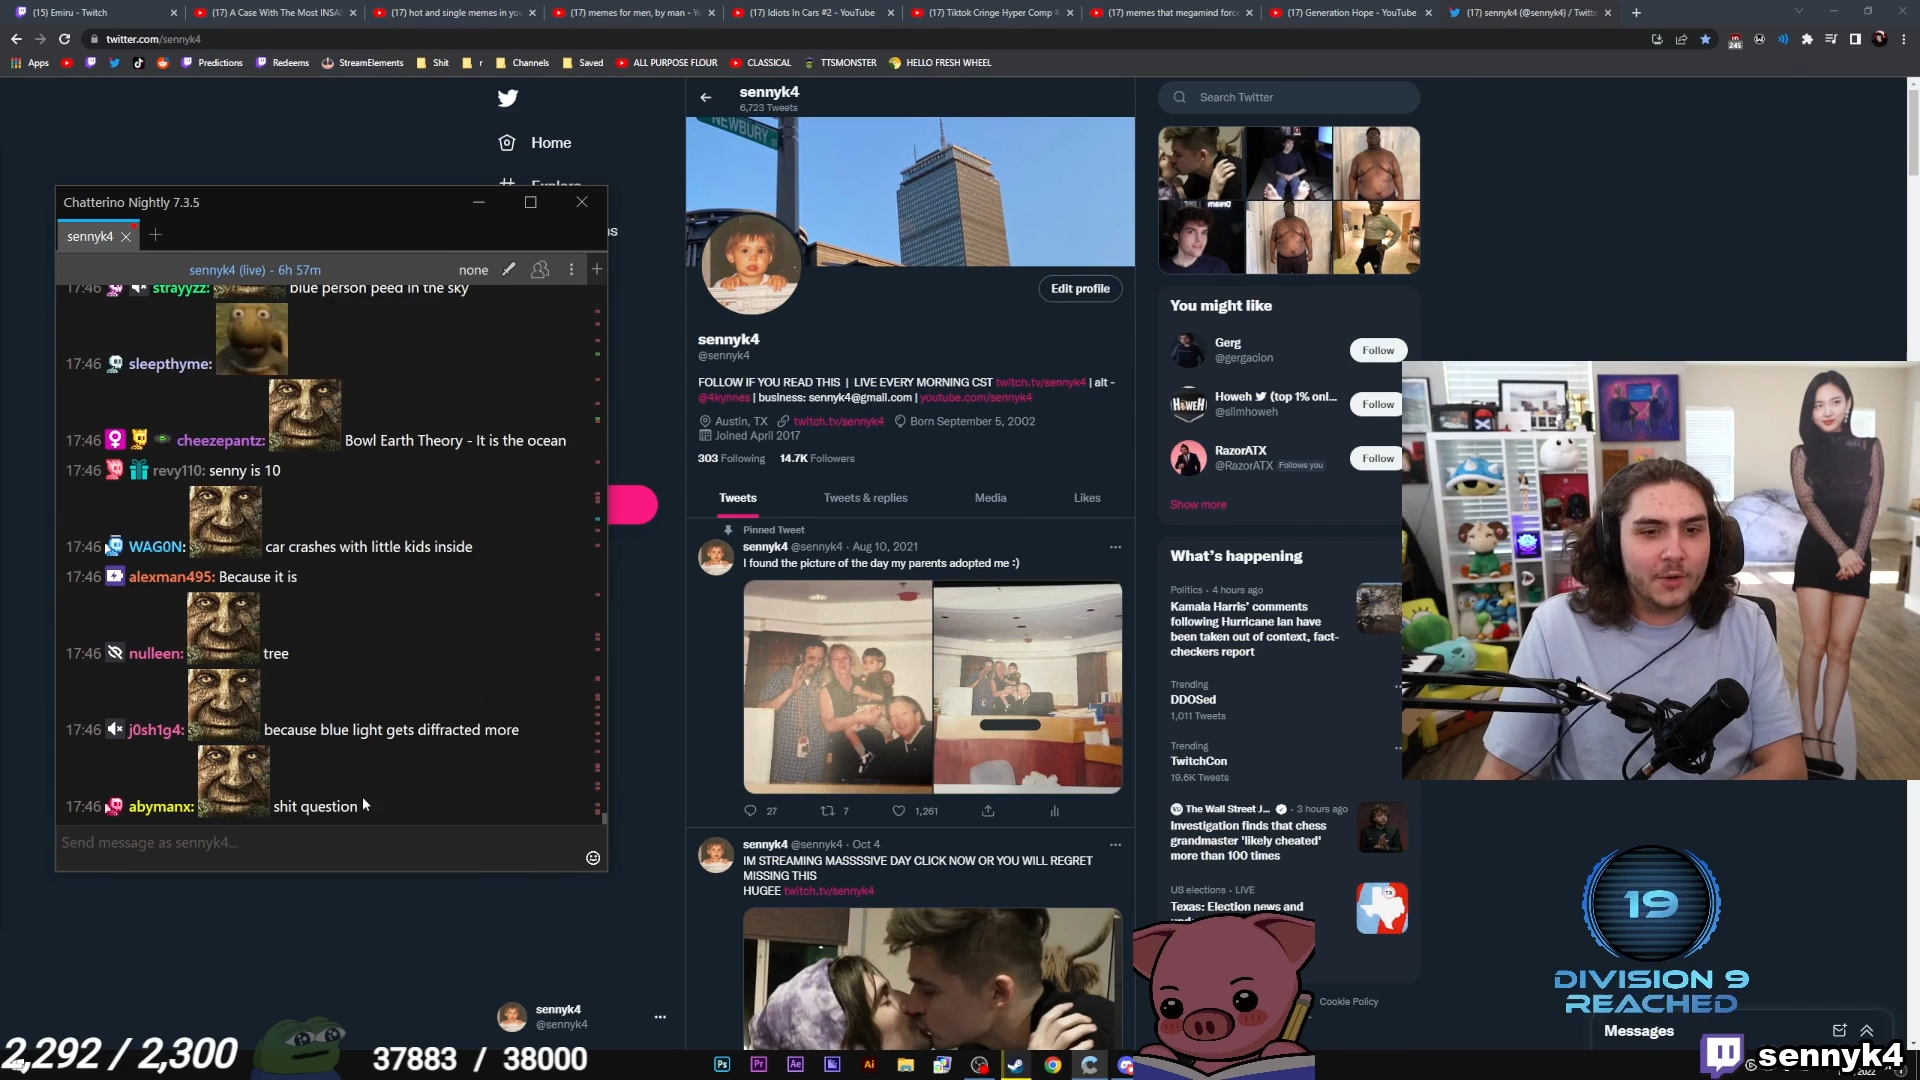 (15) Emiru - Twitch
(17) A Case With The Most INSA
(17) hot and single memes in yo
(17) memes for men, by man - Y
(17) Idiots In Cars #2 - YouTube
(17) Tiktok Cringe Hyper Comp
(17) memes that megamind forc
(17) Generation Hope - YouTube
(17) sennyk4 (@sennyk4) / Twitte
twitter.com/sennyk4
245
Apps
Predictions
Redeems
StreamElements
Shit
r
Channels
Saved
ALL PURPOSE FLOUR
CLASSICAL
TTSMONSTER
HELLO FRESH WEEK
Home
Explore
Chatterino Nightly 7.3.5
sennyk4
sennyk4 (live) - 6h 57m
none
17:46 strayyzz: blue person peed in the sky
17:46 sleepthyme:
17:46 cheezepantz: Bowl Earth Theory - It is the ocean
17:46 revy110: senny is 10
17:46 WAG0N: car crashes with little kids inside
17:46 alexman495: Because it is
17:46 nulleen: tree
17:46 j0sh1g4: because blue light gets diffracted more
17:46 abymanx: shit question
Send message as sennyk4...
sennyk4
@sennyk4
sennyk4
6,723 Tweets
NEWBURY
Edit profile
sennyk4
@sennyk4
FOLLOW IF YOU READ THIS | LIVE EVERY MORNING CST twitch.tv/sennyk4 | alt -
@4kynnes | business: sennyk4@gmail.com | youtube.com/sennyk4
Austin, TX twitch.tv/sennyk4 Born September 5, 2002
Joined April 2017
303 Following 14.7K Followers
Tweets
Tweets & replies
Media
Likes
Pinned Tweet
sennyk4 @sennyk4 · Aug 10, 2021
I found the picture of the day my parents adopted me :)
27
7
1,261
sennyk4 @sennyk4 · Oct 4
IM STREAMING MASSSSIVE DAY CLICK NOW OR YOU WILL REGRET
MISSING THIS
HUGEE twitch.tv/sennyk4
Search Twitter
You might like
Gerg
@gergacion
Follow
Howeh (top 1% onl...
@slimhoweh
Follow
RazorATX
@RazorATX Follows you
Follow
Show more
What's happening
Politics · 4 hours ago
Kamala Harris' comments
following Hurricane Ian have
been taken out of context, fact-
checkers report
Trending
DDOSed
1,011 Tweets
Trending
TwitchCon
19.6K Tweets
The Wall Street J... · 3 hours ago
Investigation finds that chess
grandmaster 'likely cheated'
more than 100 times
US elections · LIVE
Texas: Election news and
Cookie Policy
19
DIVISION 9
REACHED
Messages
2,292 / 2,300
37883 / 38000
sennyk4